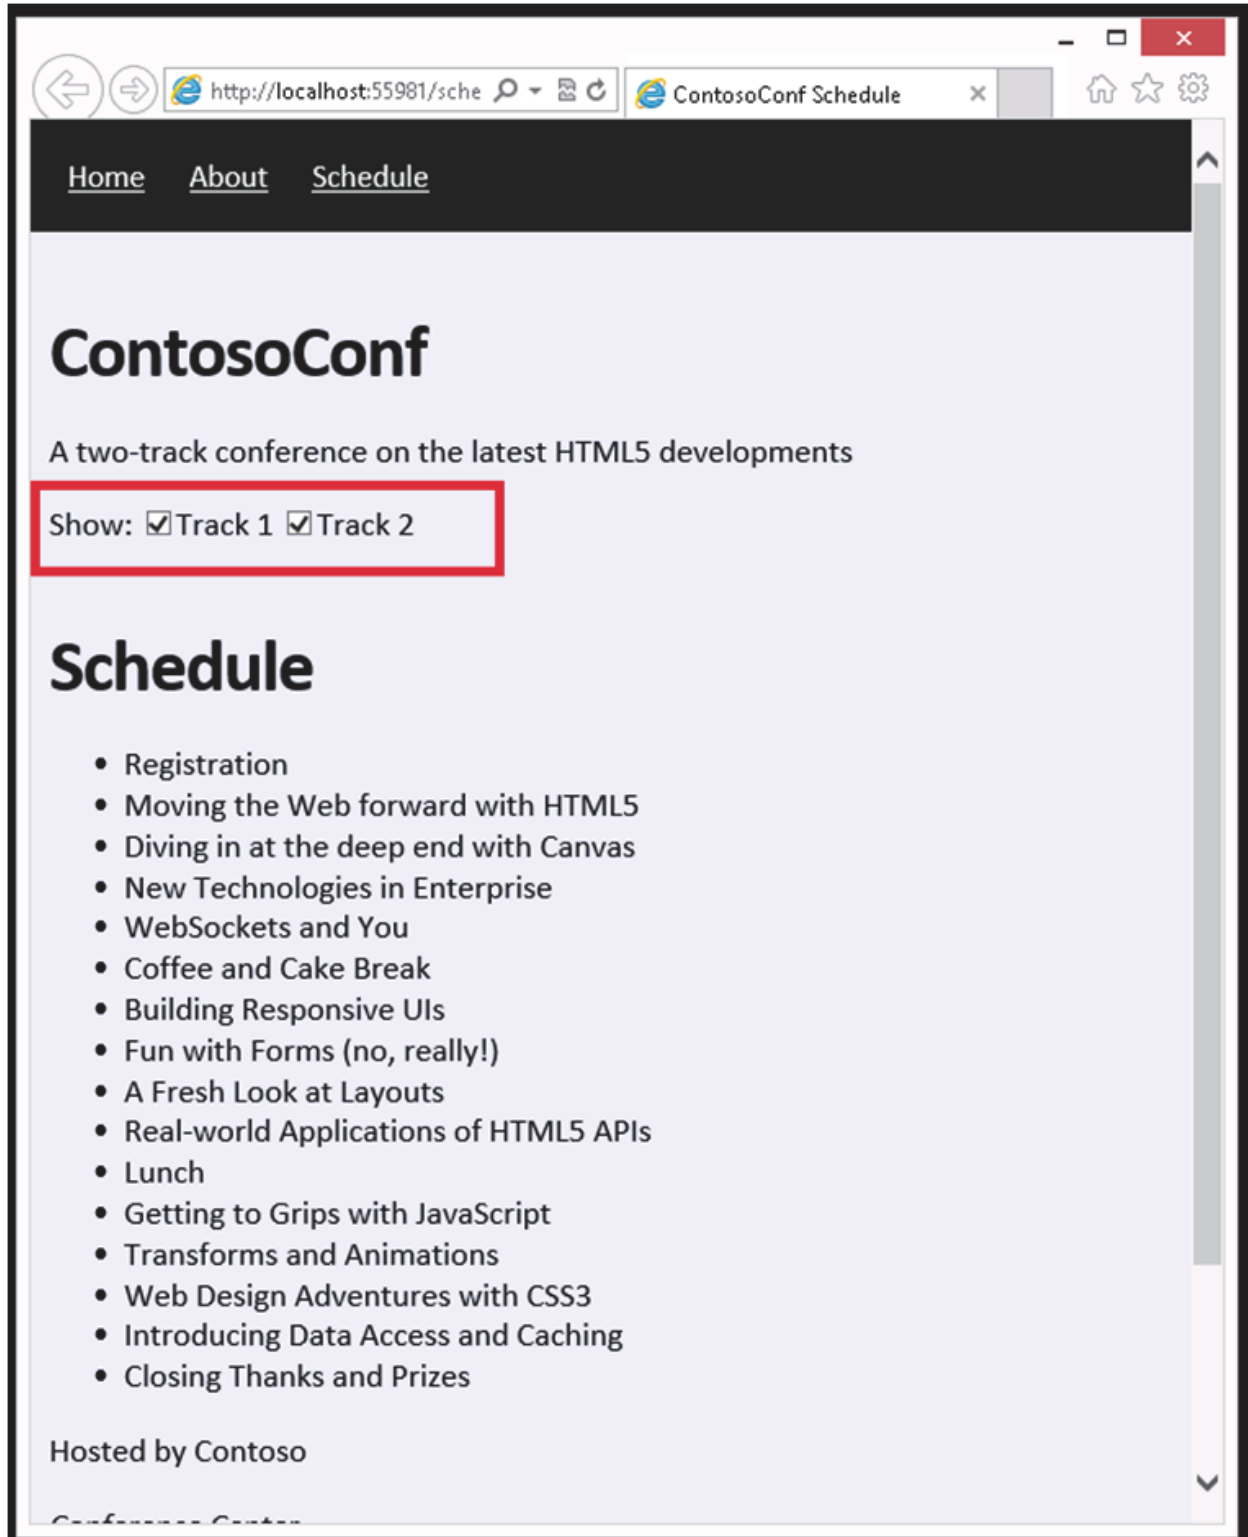 http://localhost:55981/sche
ContosoConf Schedule
Home About Schedule
ContosoConf
A two-track conference on the latest HTML5 developments
Show: Track 1 Track 2
Schedule
• Registration
• Moving the Web forward with HTML5
• Diving in at the deep end with Canvas
• New Technologies in Enterprise
• WebSockets and You
• Coffee and Cake Break
• Building Responsive UIs
• Fun with Forms (no, really!)
• A Fresh Look at Layouts
• Real-world Applications of HTML5 APIs
• Lunch
• Getting to Grips with JavaScript
• Transforms and Animations
• Web Design Adventures with CSS3
• Introducing Data Access and Caching
• Closing Thanks and Prizes
Hosted by Contoso
Conference Center